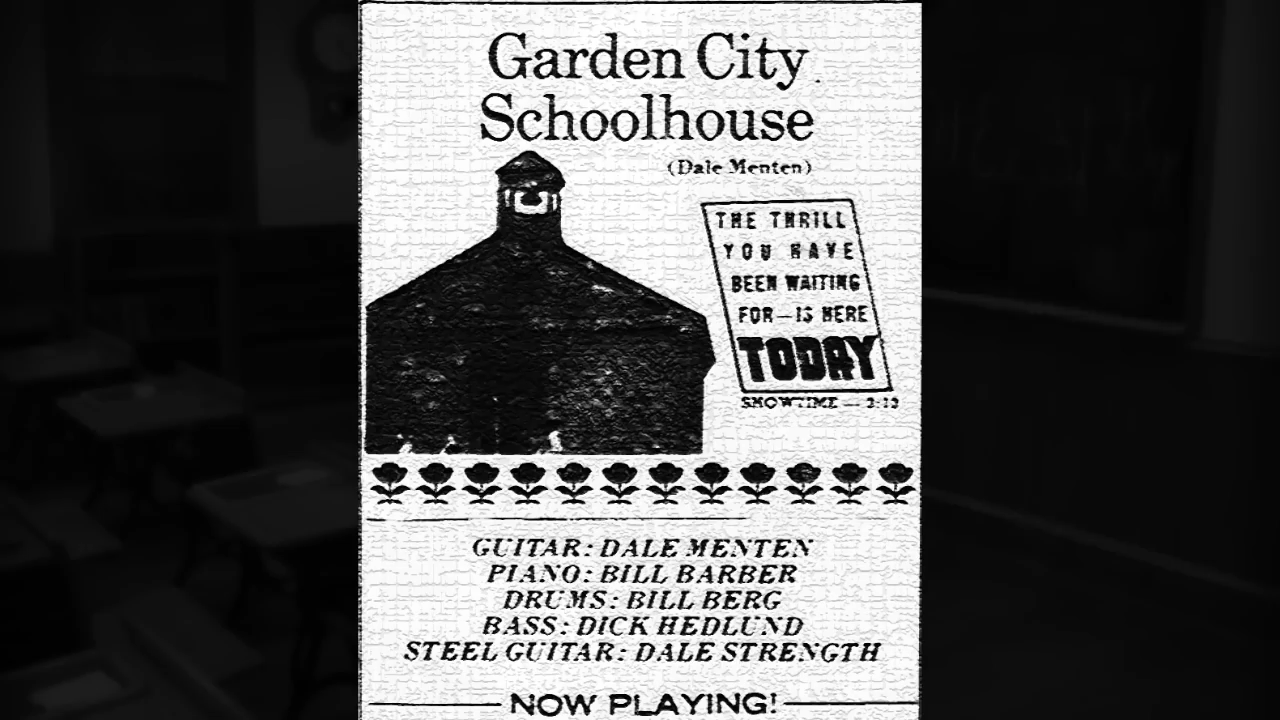 Garden City
Schoolhouse
(Dale Menten)
THE THRILL
YOU HAVE
BEEN WAITING
FOR—IS HERE
TODAY
SHOWTIME —
GUITAR: DALE MENTEN
PIANO: BILL BARBER
DRUMS: BILL BERG
BASS: DICK HEDLUND
STEEL GUITAR: DALE STRENGTH
NOW PLAYING!